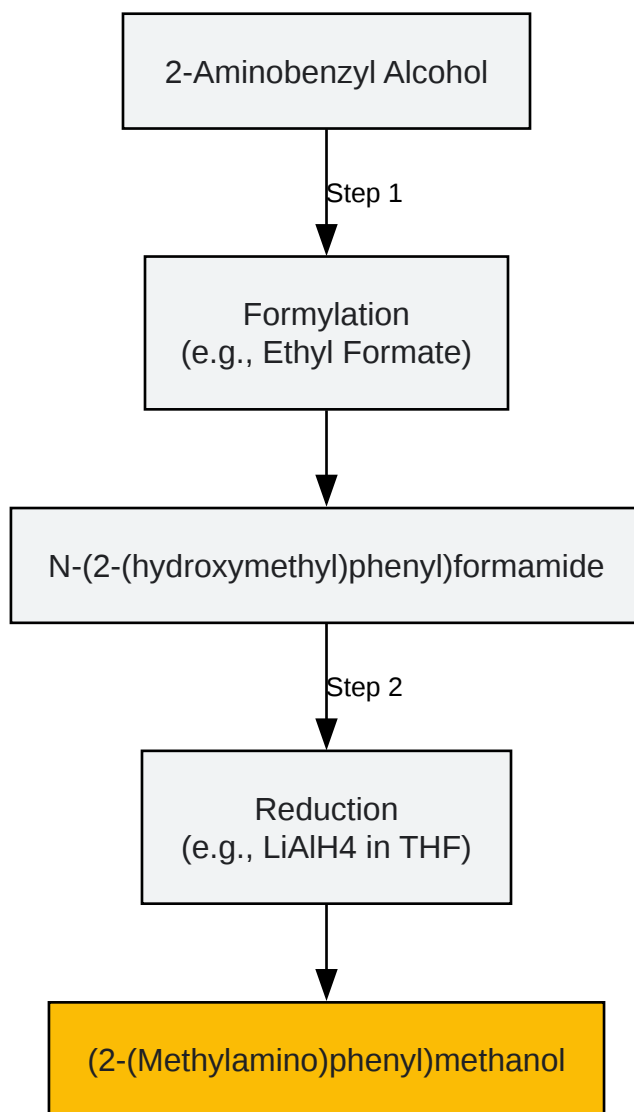 2-Aminobenzyl Alcohol
Step 1
Formylation
(e.g., Ethyl Formate)
N-(2-(hydroxymethyl)phenyl)formamide
Step 2
Reduction
(e.g., LiAlH4 in THF)
(2-(Methylamino)phenyl)methanol